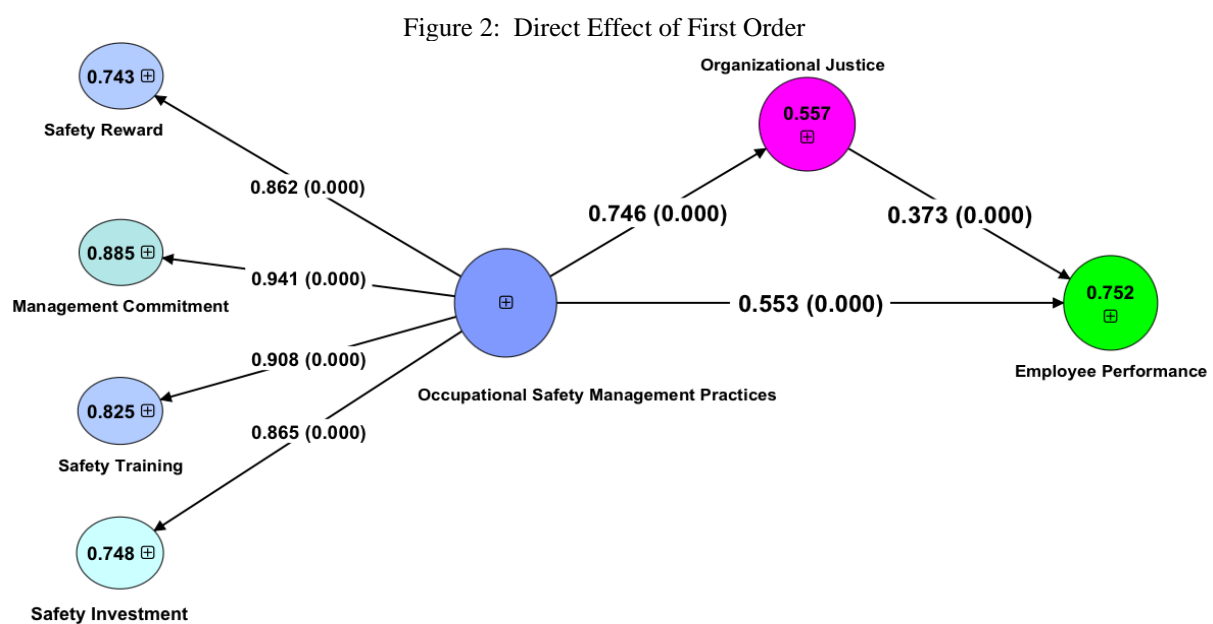 Figure 2:  Direct Effect of First Order
Organizational Justice
0.743
0.557
Safety Reward
0.862 (0.000)
0.746 (0.000)
0.373 (0.000)
0.885
0.941 (0.000)
Management Commitment
0.752
0.553 (0.000)
0.908 (0.000)
Employee Performance
Occupational Safety Management Practices
0.825
0.865 (0.000)
Safety Training
0.748
Safety Investment